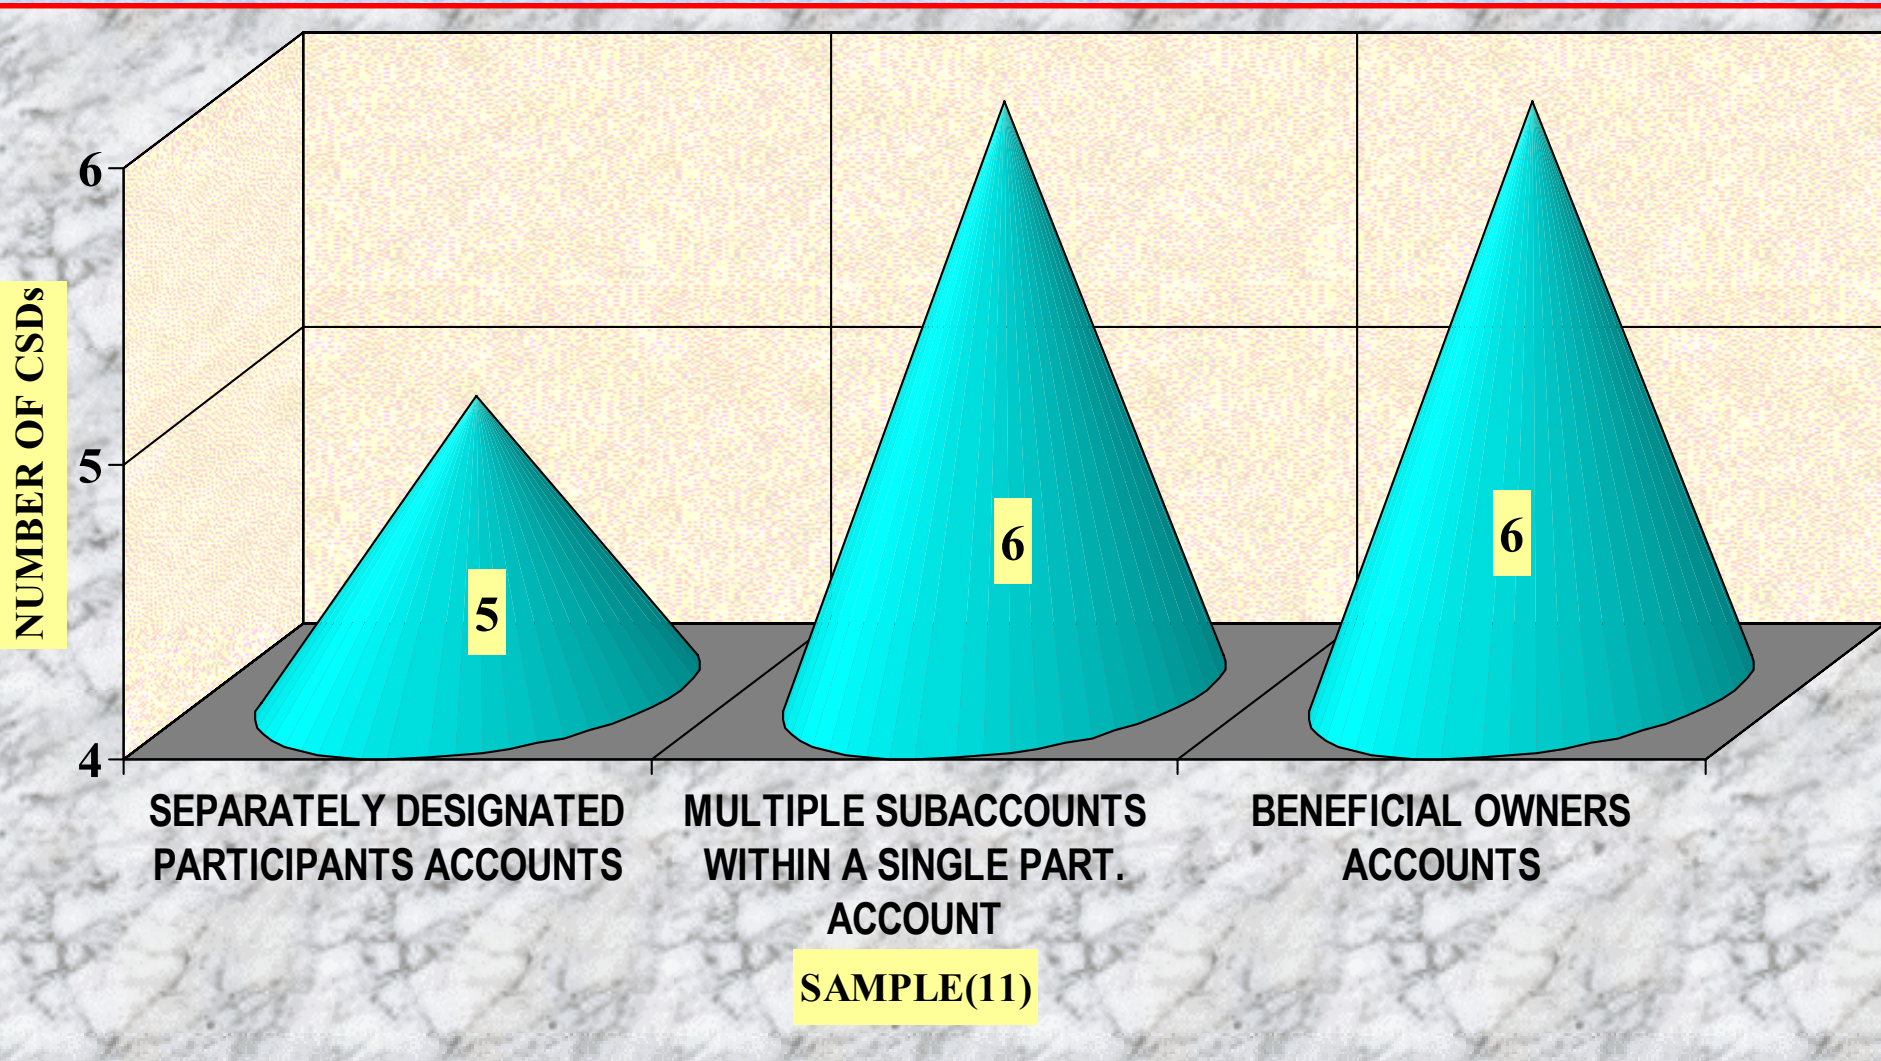 6
5
4
NUMBER OF CSDs
5
6
6
SEPARATELY DESIGNATED
PARTICIPANTS ACCOUNTS
MULTIPLE SUBACCOUNTS
WITHIN A SINGLE PART.
ACCOUNT
BENEFICIAL OWNERS
ACCOUNTS
SAMPLE(11)